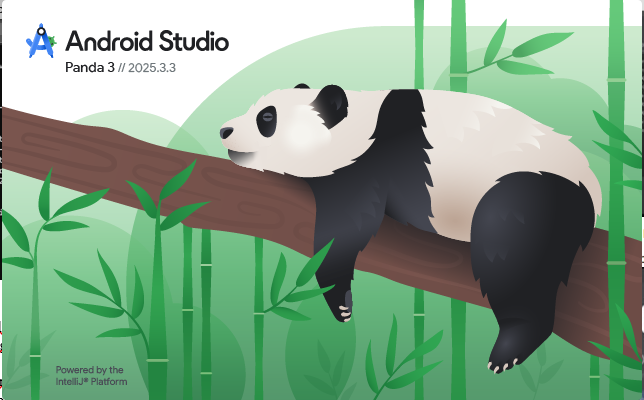 Android Studio
Panda 3 // 2025.3.3
Powered by the
IntelliJ® Platform